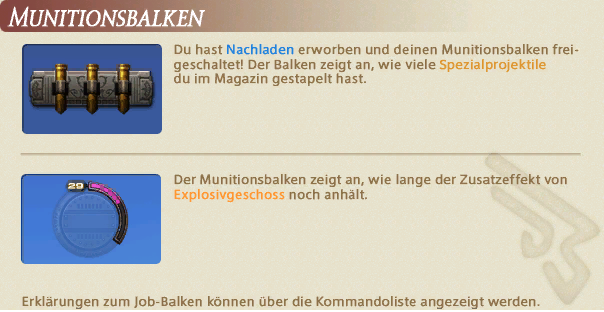 Munitionsbalken
Du hast Nachladen erworben und deinen Munitionsbalken frei-
geschaltet! Der Balken zeigt an, wie viele Spezialprojektile
du im Magazin gestapelt hast.
29
Der Munitionsbalken zeigt an, wie lange der Zusatzeffekt von
Explosivgeschoss noch anhält.
Erklärungen zum Job-Balken können über die Kommandoliste angezeigt werden.